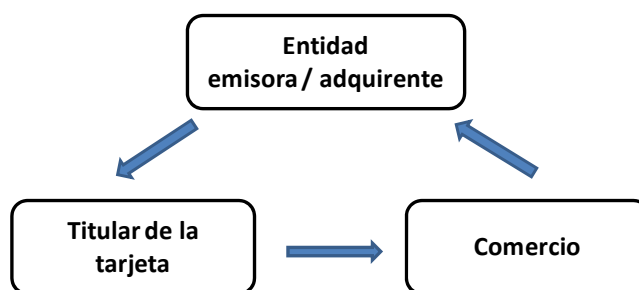 Entidad
emisora / adquirente
Titular de la
tarjeta
Comercio